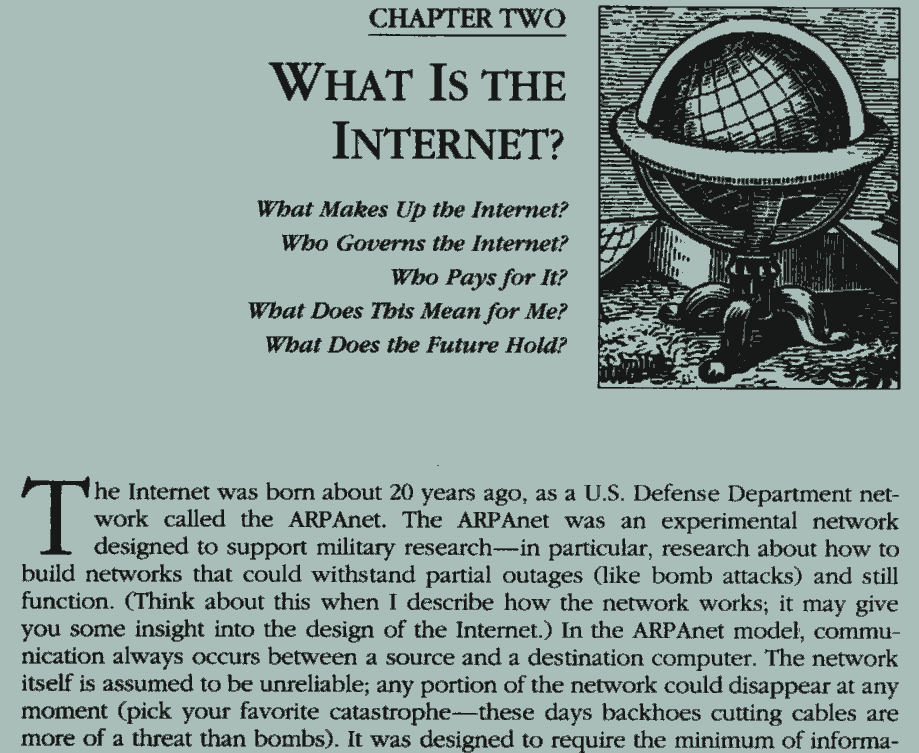 CHAPTER TWO
WHAT IS THE
INTERNET?
What Makes Up the Internet?
Who Governs the Internet?
Who Pays for It?
What Does This Mean for Me?
What Does the Future Hold?
The Internet was born about 20 years ago, as a U.S. Defense Department net-
work called the ARPAnet. The ARPAnet was an experimental network
designed to support military research—in particular, research about how to
build networks that could withstand partial outages (like bomb attacks) and still
function. (Think about this when I describe how the network works; it may give
you some insight into the design of the Internet.) In the ARPAnet model, commu-
nication always occurs between a source and a destination computer. The network
itself is assumed to be unreliable; any portion of the network could disappear at any
moment (pick your favorite catastrophe—these days backhoes cutting cables are
more of a threat than bombs). It was designed to require the minimum of informa-